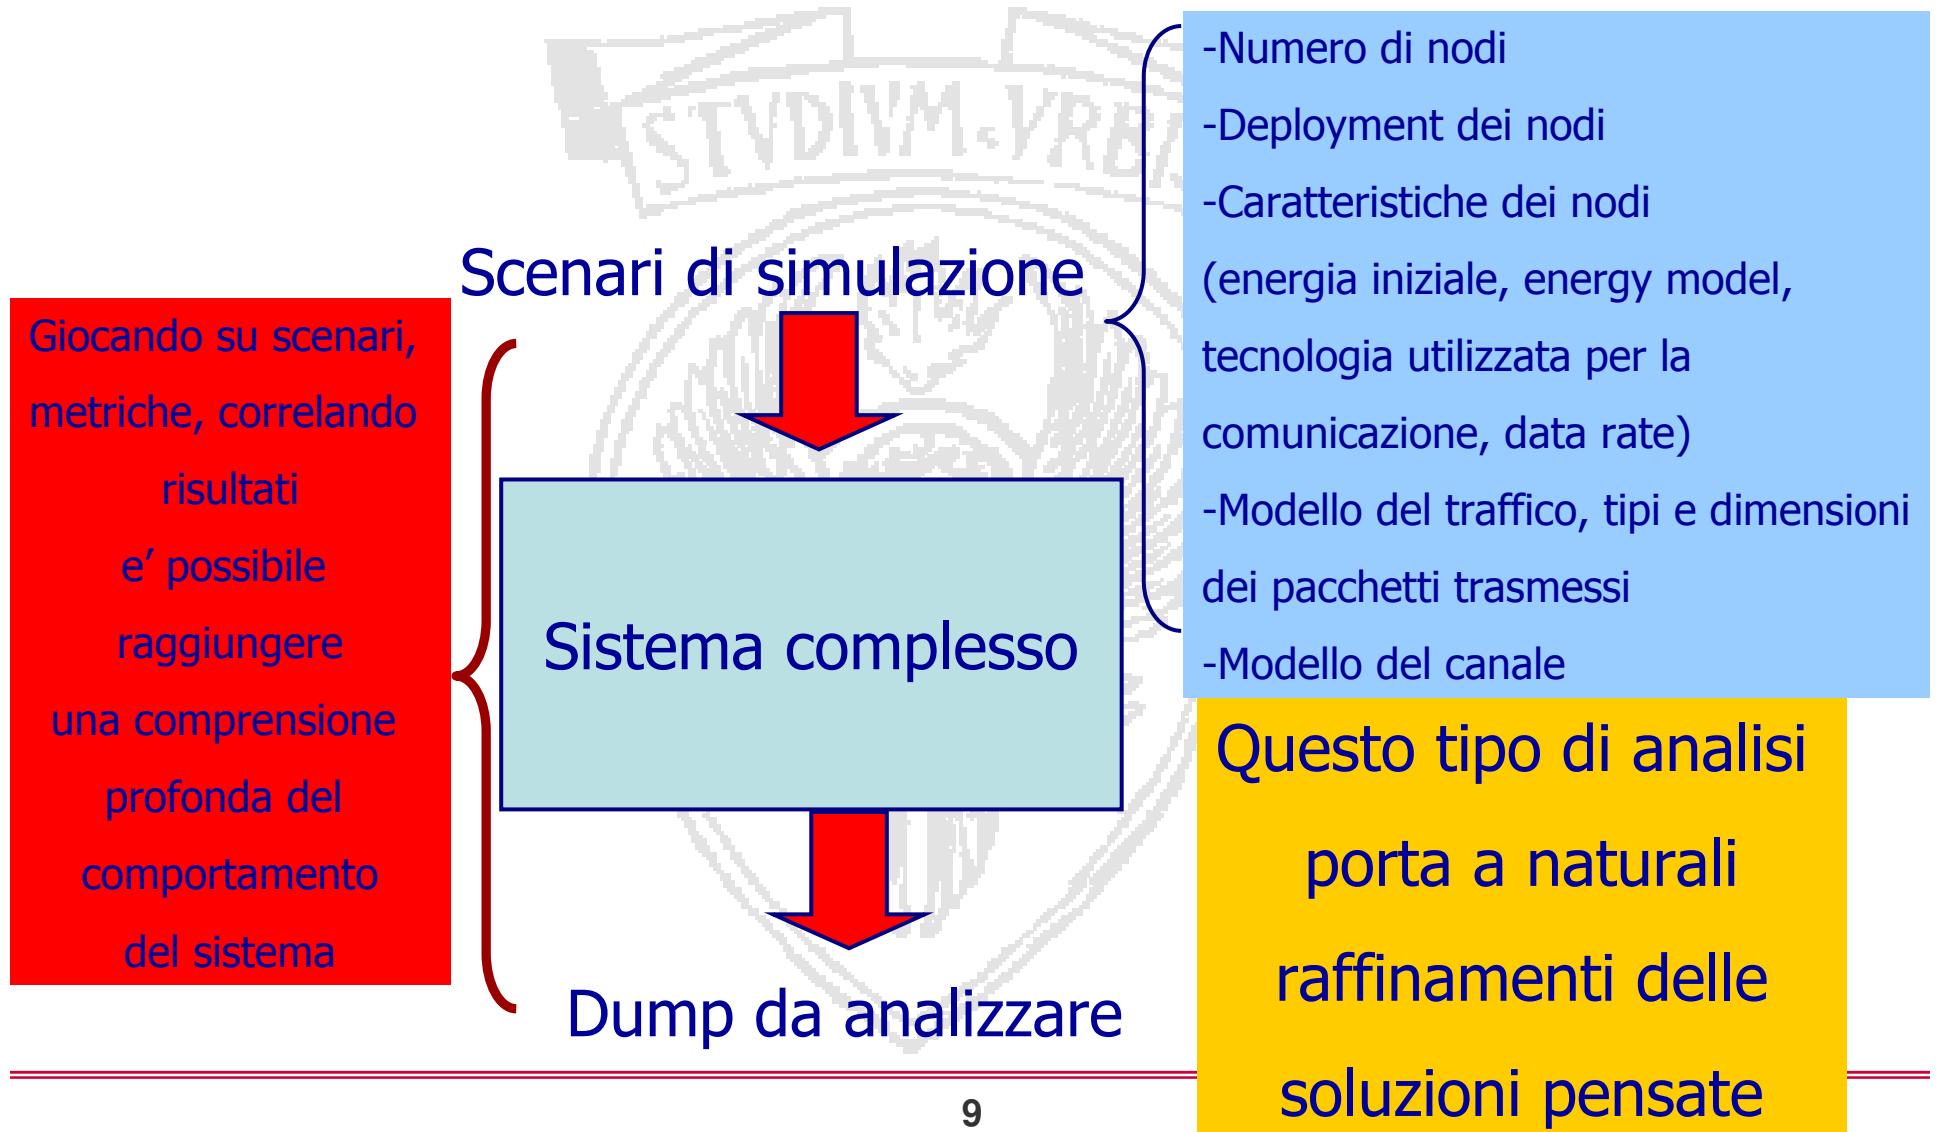 STVDIVM
Scenari di simulazione
-Numero di nodi
-Deployment dei nodi
-Caratteristiche dei nodi
(energia iniziale, energy model,
tecnologia utilizzata per la
comunicazione, data rate)
-Modello del traffico, tipi e dimensioni
dei pacchetti trasmessi
-Modello del canale
Giocando su scenari,
metriche, correlando
risultati
e’ possibile
raggiungere
una comprensione
profonda del
comportamento
del sistema
Sistema complesso
Dump da analizzare
Questo tipo di analisi
porta a naturali
raffinamenti delle
soluzioni pensate
9